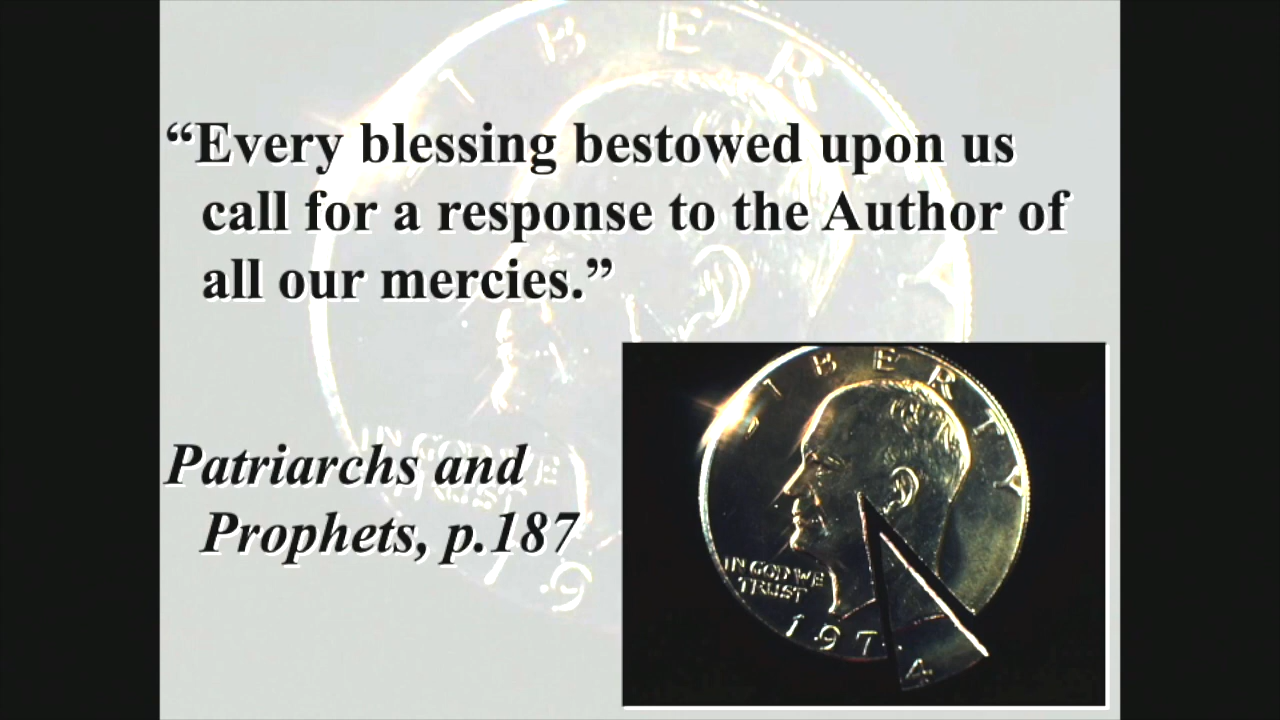 “Every blessing bestowed upon us
call for a response to the Author of
all our mercies.”
Patriarchs and
Prophets, p.187
LIBERTY
IN GOD WE
TRUST
1974